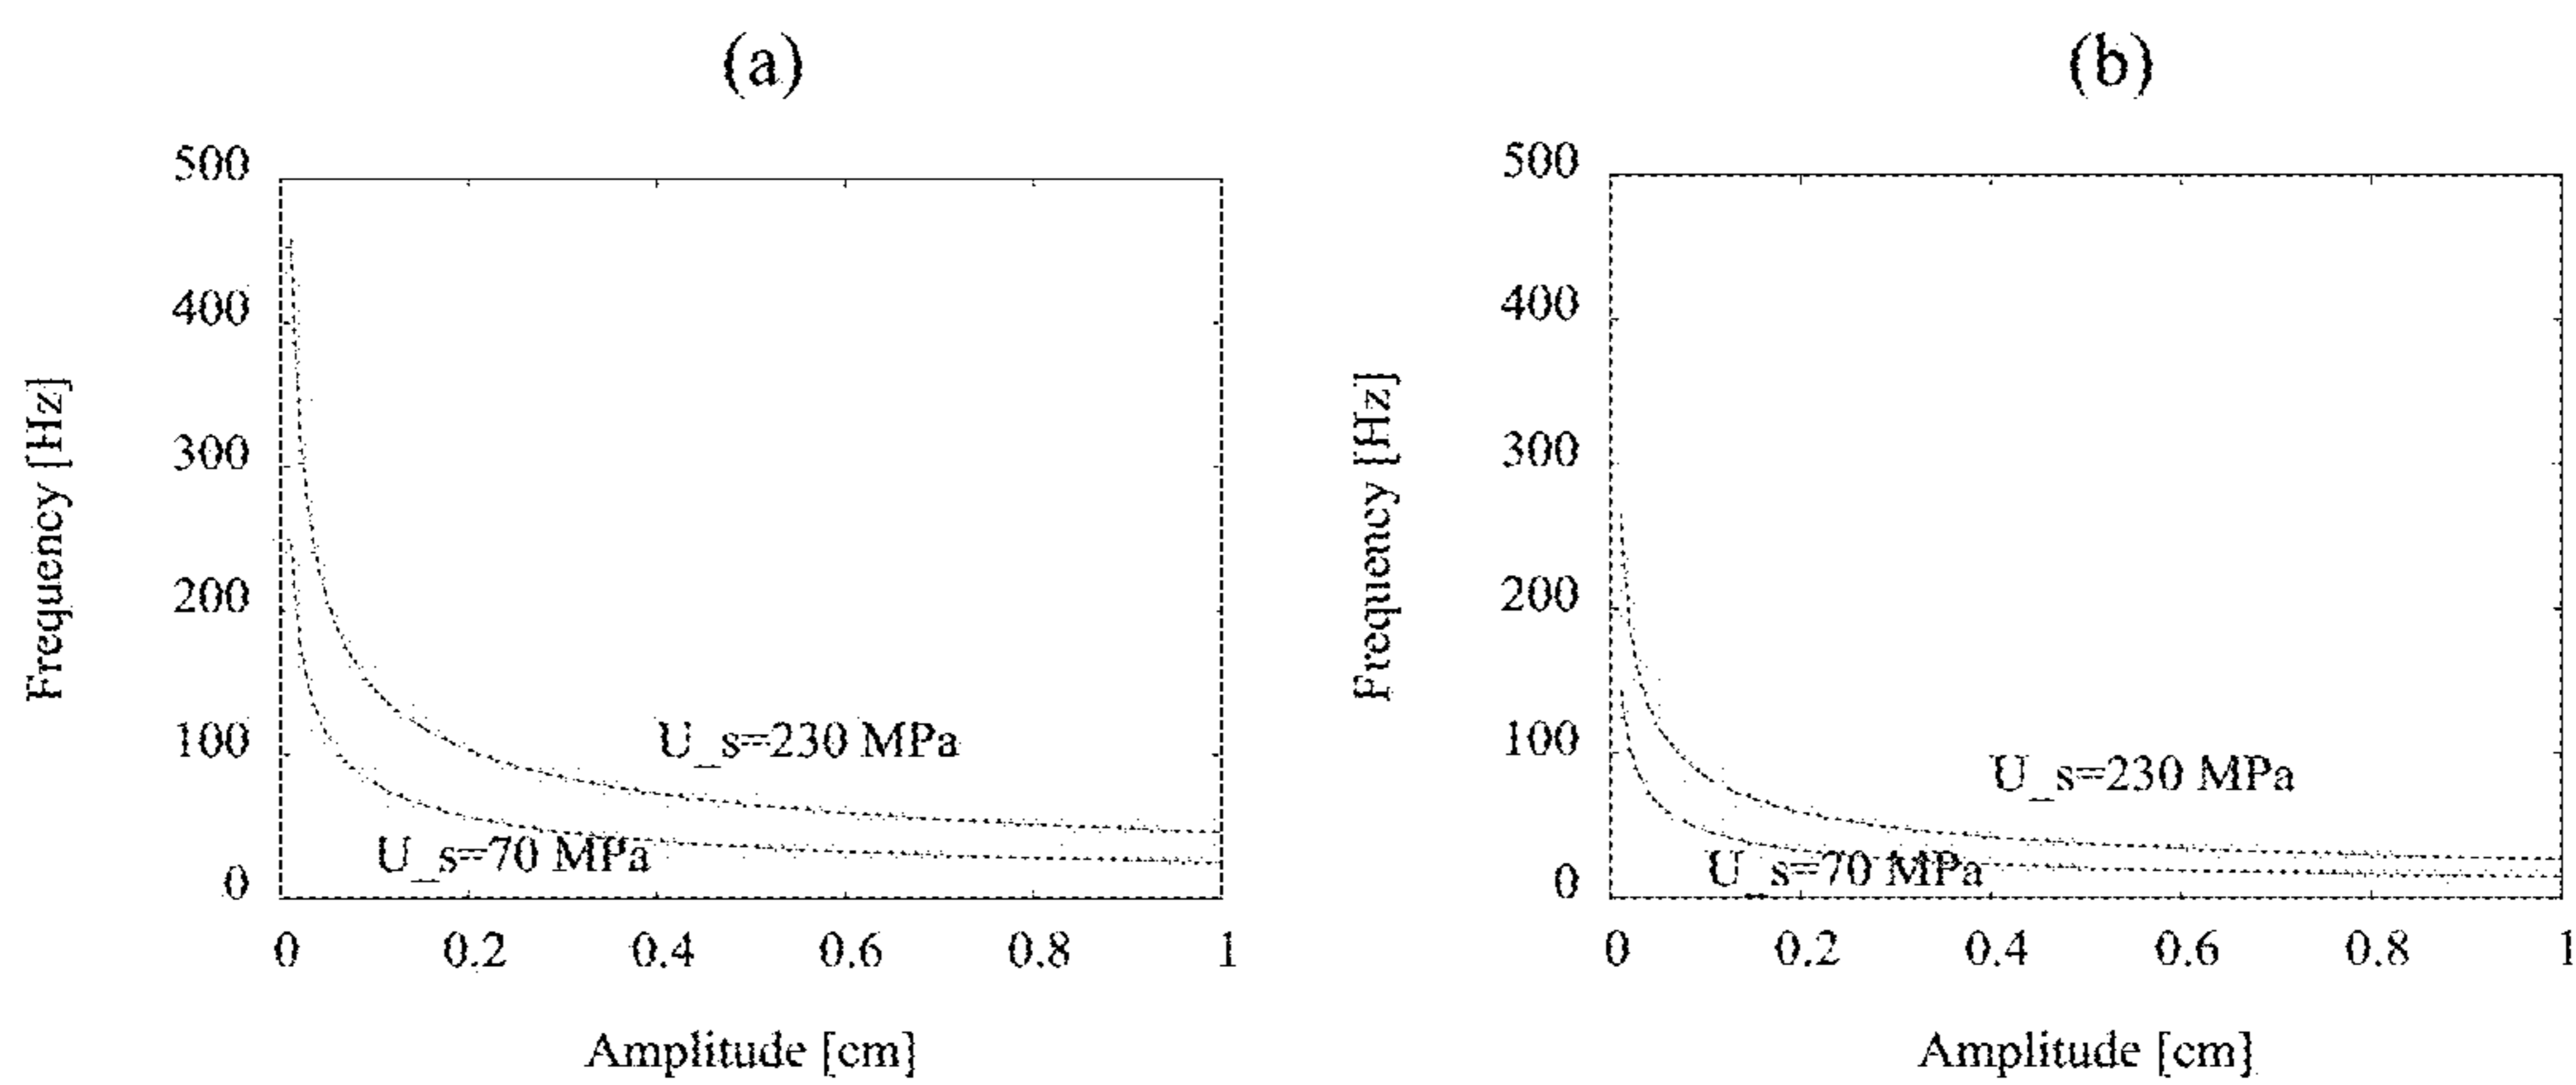 (a)
500
400
300
200
100
0
Frequency [Hz]
U_s=230 MPa
U_s=70 MPa
0 0.2 0.4 0.6 0.8 1
Amplitude [cm]
(b)
500
400
300
200
100
0
Frequency [Hz]
U_s=230 MPa
U_s=70 MPa
0 0.2 0.4 0.6 0.8 1
Amplitude [cm]